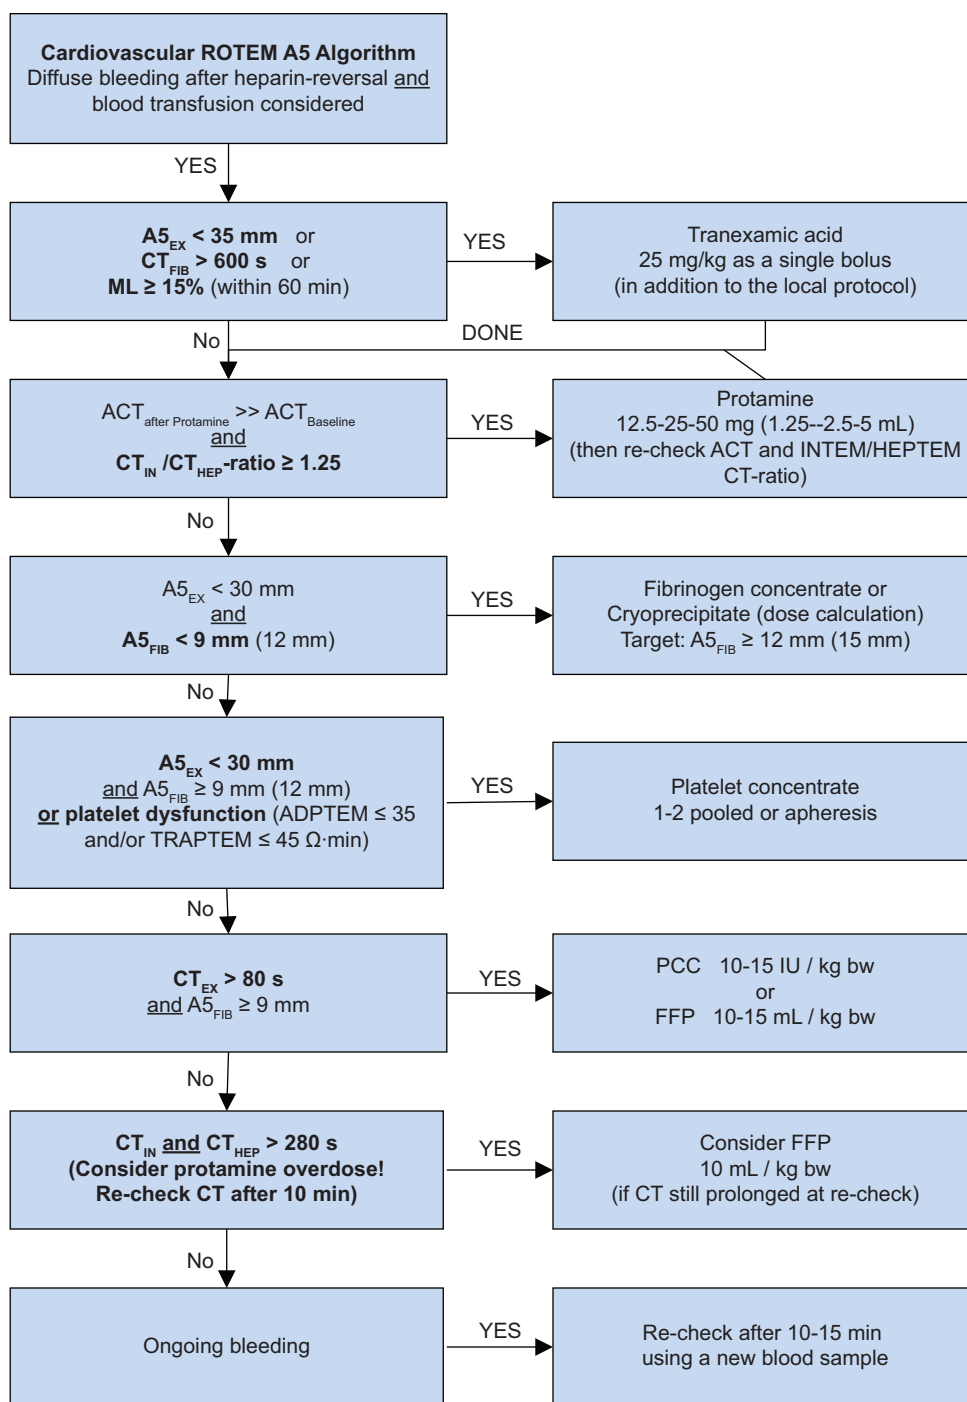 Cardiovascular ROTEM A5 Algorithm
Diffuse bleeding after heparin-reversal and
blood transfusion considered
YES
A5EX < 35 mm or
CTFIB > 600 s or
ML ≥ 15% (within 60 min)
YES
Tranexamic acid
25 mg/kg as a single bolus
(in addition to the local protocol)
No
DONE
ACTafter Protamine >> ACTBaseline
and
CTIN /CTHEP-ratio ≥ 1.25
YES
Protamine
12.5-25-50 mg (1.25--2.5-5 mL)
(then re-check ACT and INTEM/HEPTEM
CT-ratio)
No
A5EX < 30 mm
and
A5FIB < 9 mm (12 mm)
YES
Fibrinogen concentrate or
Cryoprecipitate (dose calculation)
Target: A5FIB ≥ 12 mm (15 mm)
No
A5EX < 30 mm
and A5FIB ≥ 9 mm (12 mm)
or platelet dysfunction (ADPTEM ≤ 35
and/or TRAPTEM ≤ 45 Ω·min)
YES
Platelet concentrate
1-2 pooled or apheresis
No
CTEX > 80 s
and A5FIB ≥ 9 mm
YES
PCC 10-15 IU / kg bw
or
FFP 10-15 mL / kg bw
No
CTIN and CTHEP > 280 s
(Consider protamine overdose!
Re-check CT after 10 min)
YES
Consider FFP
10 mL / kg bw
(if CT still prolonged at re-check)
No
Ongoing bleeding
YES
Re-check after 10-15 min
using a new blood sample